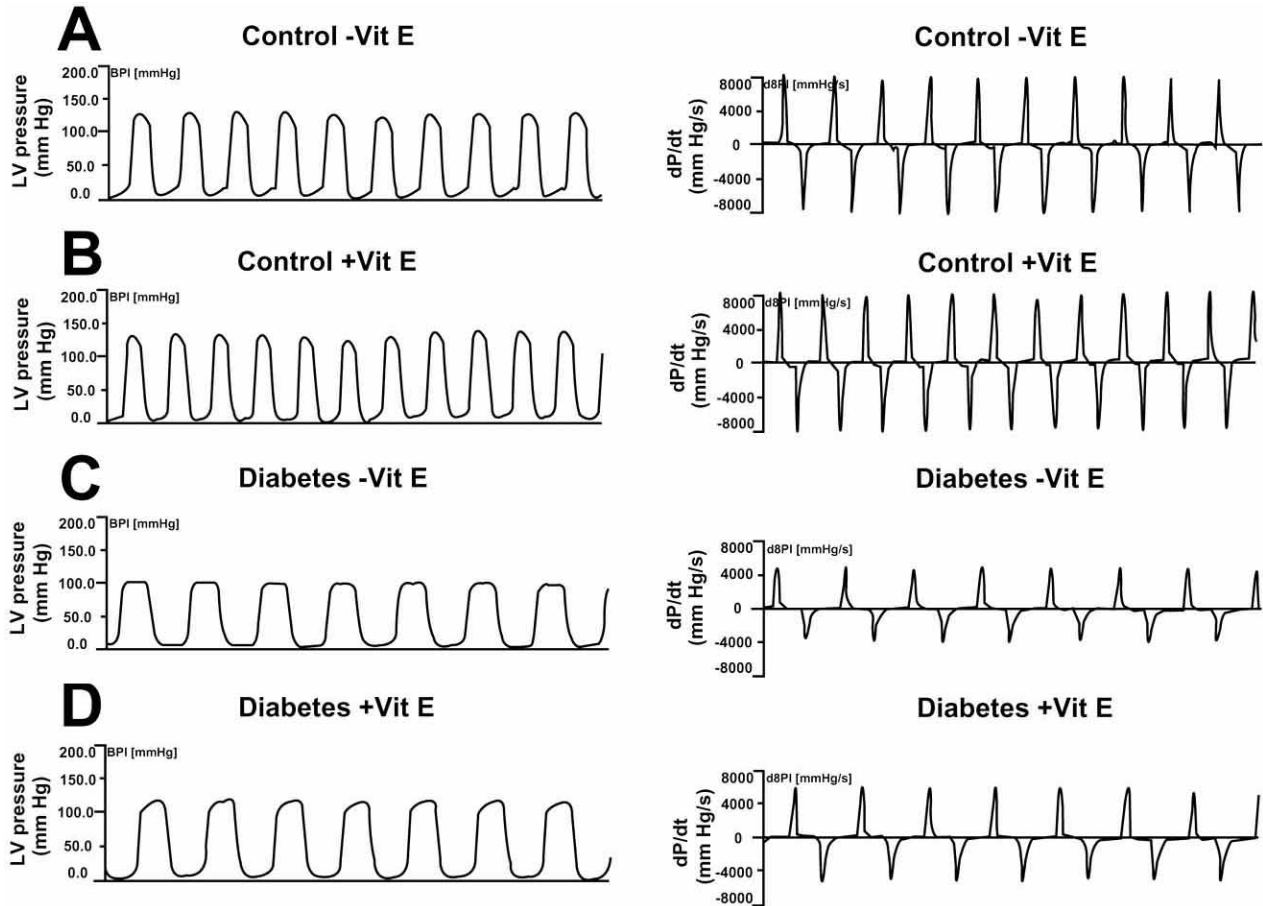 A
Control -Vit E
LV pressure
(mm Hg)
200.0
150.0
100.0
50.0
0.0
BPI [mmHg]
Control -Vit E
dP/dt
(mm Hg/s)
8000
4000
0
-4000
-8000
d8PI [mmHg/s]
B
Control +Vit E
LV pressure
(mm Hg)
200.0
150.0
100.0
50.0
0.0
BPI [mmHg]
Control +Vit E
dP/dt
(mm Hg/s)
8000
4000
0
-4000
-8000
d8PI [mmHg/s]
C
Diabetes -Vit E
LV pressure
(mm Hg)
200.0
150.0
100.0
50.0
0.0
BPI [mmHg]
Diabetes -Vit E
dP/dt
(mm Hg/s)
8000
4000
0
-4000
-8000
d8PI [mmHg/s]
D
Diabetes +Vit E
LV pressure
(mm Hg)
200.0
150.0
100.0
50.0
0.0
BPI [mmHg]
Diabetes +Vit E
dP/dt
(mm Hg/s)
8000
4000
0
-4000
-8000
d8PI [mmHg/s]